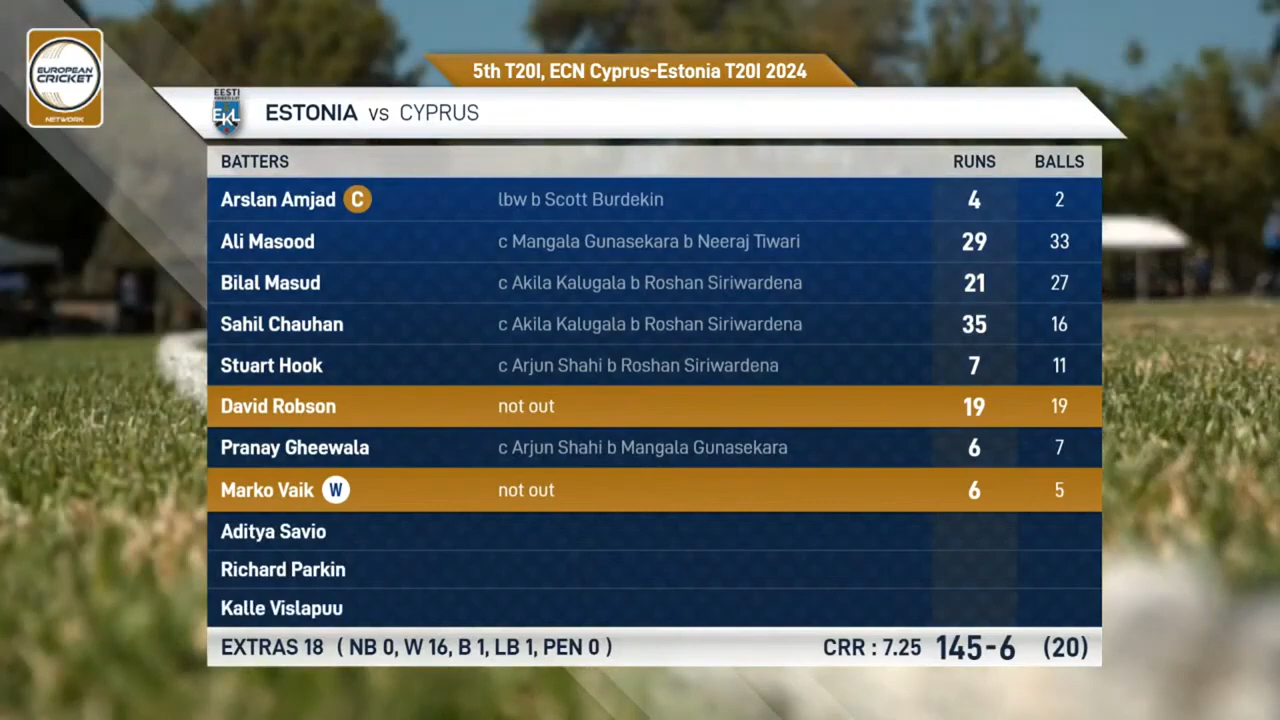 EUROPEAN
CRICKET
NETWORK
5th T20I, ECN Cyprus-Estonia T20I 2024
EESTI
EKL
ESTONIA vs CYPRUS
BATTERS RUNS BALLS
Arslan Amjad C lbw b Scott Burdekin 4 2
Ali Masood c Mangala Gunasekara b Neeraj Tiwari 29 33
Bilal Masud c Akila Kalugala b Roshan Siriwardena 21 27
Sahil Chauhan c Akila Kalugala b Roshan Siriwardena 35 16
Stuart Hook c Arjun Shahi b Roshan Siriwardena 7 11
David Robson not out 19 19
Pranay Gheewala c Arjun Shahi b Mangala Gunasekara 6 7
Marko Vaik W not out 6 5
Aditya Savio
Richard Parkin
Kalle Vislapuu
EXTRAS 18 ( NB 0, W 16, B 1, LB 1, PEN 0 ) CRR : 7.25 145-6 (20)